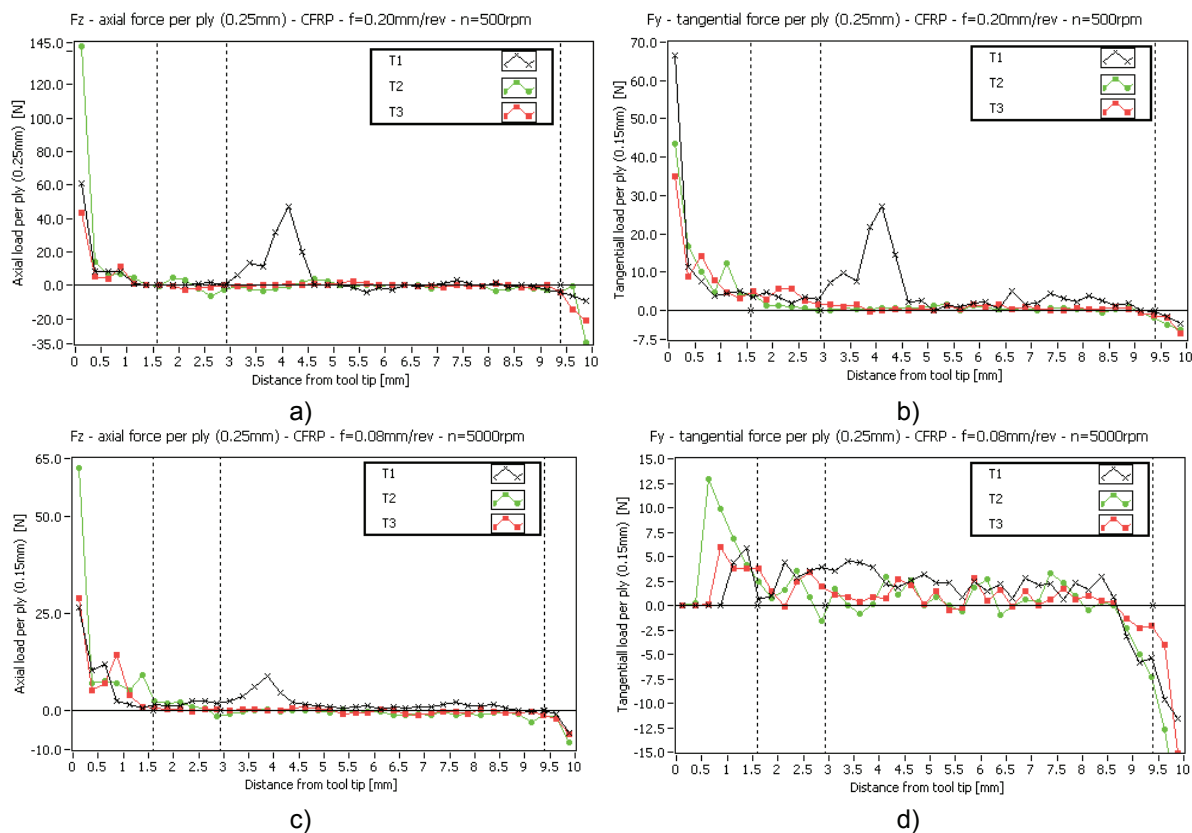 Fz - axial force per ply (0.25mm) - CFRP - f=0.20mm/rev - n=500rpm
145.0
120.0
100.0
80.0
60.0
40.0
20.0
0.0
-20.0
-35.0
Axial load per ply (0.25mm) [N]
T1
T2
T3
0 0.5 1 1.5 2 2.5 3 3.5 4 4.5 5 5.5 6 6.5 7 7.5 8 8.5 9 9.5 10
Distance from tool tip [mm]
a)
Fy - tangential force per ply (0.25mm) - CFRP - f=0.20mm/rev - n=500rpm
70.0
60.0
50.0
40.0
30.0
20.0
10.0
0.0
-7.5
Tangentiall load per ply (0.15mm) [N]
T1
T2
T3
0 0.5 1 1.5 2 2.5 3 3.5 4 4.5 5 5.5 6 6.5 7 7.5 8 8.5 9 9.5 10
Distance from tool tip [mm]
b)
Fz - axial force per ply (0.25mm) - CFRP - f=0.08mm/rev - n=5000rpm
65.0
50.0
25.0
0.0
-10.0
Axial load per ply (0.15mm) [N]
T1
T2
T3
0 0.5 1 1.5 2 2.5 3 3.5 4 4.5 5 5.5 6 6.5 7 7.5 8 8.5 9 9.5 10
Distance from tool tip [mm]
c)
Fy - tangential force per ply (0.25mm) - CFRP - f=0.08mm/rev - n=5000rpm
15.0
12.5
10.0
7.5
5.0
2.5
0.0
-2.5
-5.0
-7.5
-10.0
-12.5
-15.0
Tangentiall load per ply (0.15mm) [N]
T1
T2
T3
0 0.5 1 1.5 2 2.5 3 3.5 4 4.5 5 5.5 6 6.5 7 7.5 8 8.5 9 9.5 10
Distance from tool tip [mm]
d)